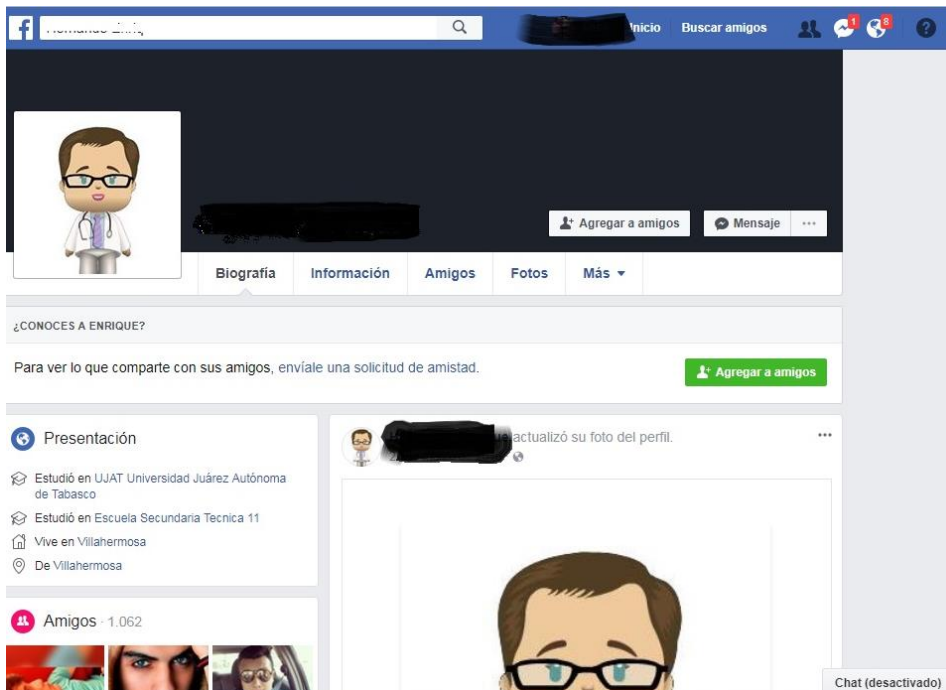 f
Inicio Buscar amigos 1 8 ?
Agregar a amigos Mensaje ...
Biografía Información Amigos Fotos Más
¿CONOCES A ENRIQUE?
Para ver lo que comparte con sus amigos, envíale una solicitud de amistad.
Agregar a amigos
Presentación
Estudió en UJAT Universidad Juárez Autónoma
de Tabasco
Estudió en Escuela Secundaria Tecnica 11
Vive en Villahermosa
De Villahermosa
actualizó su foto del perfil.
Amigos · 1.062
Chat (desactivado)